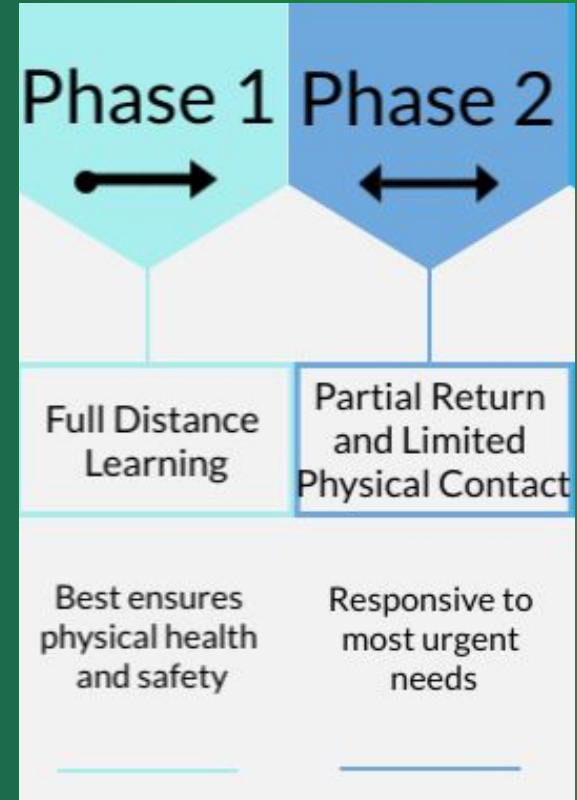 Phase 1
Full Distance
Learning
Best ensures
physical health
and safety
Phase 2
Partial Return
and Limited
Physical Contact
Responsive to
most urgent
needs